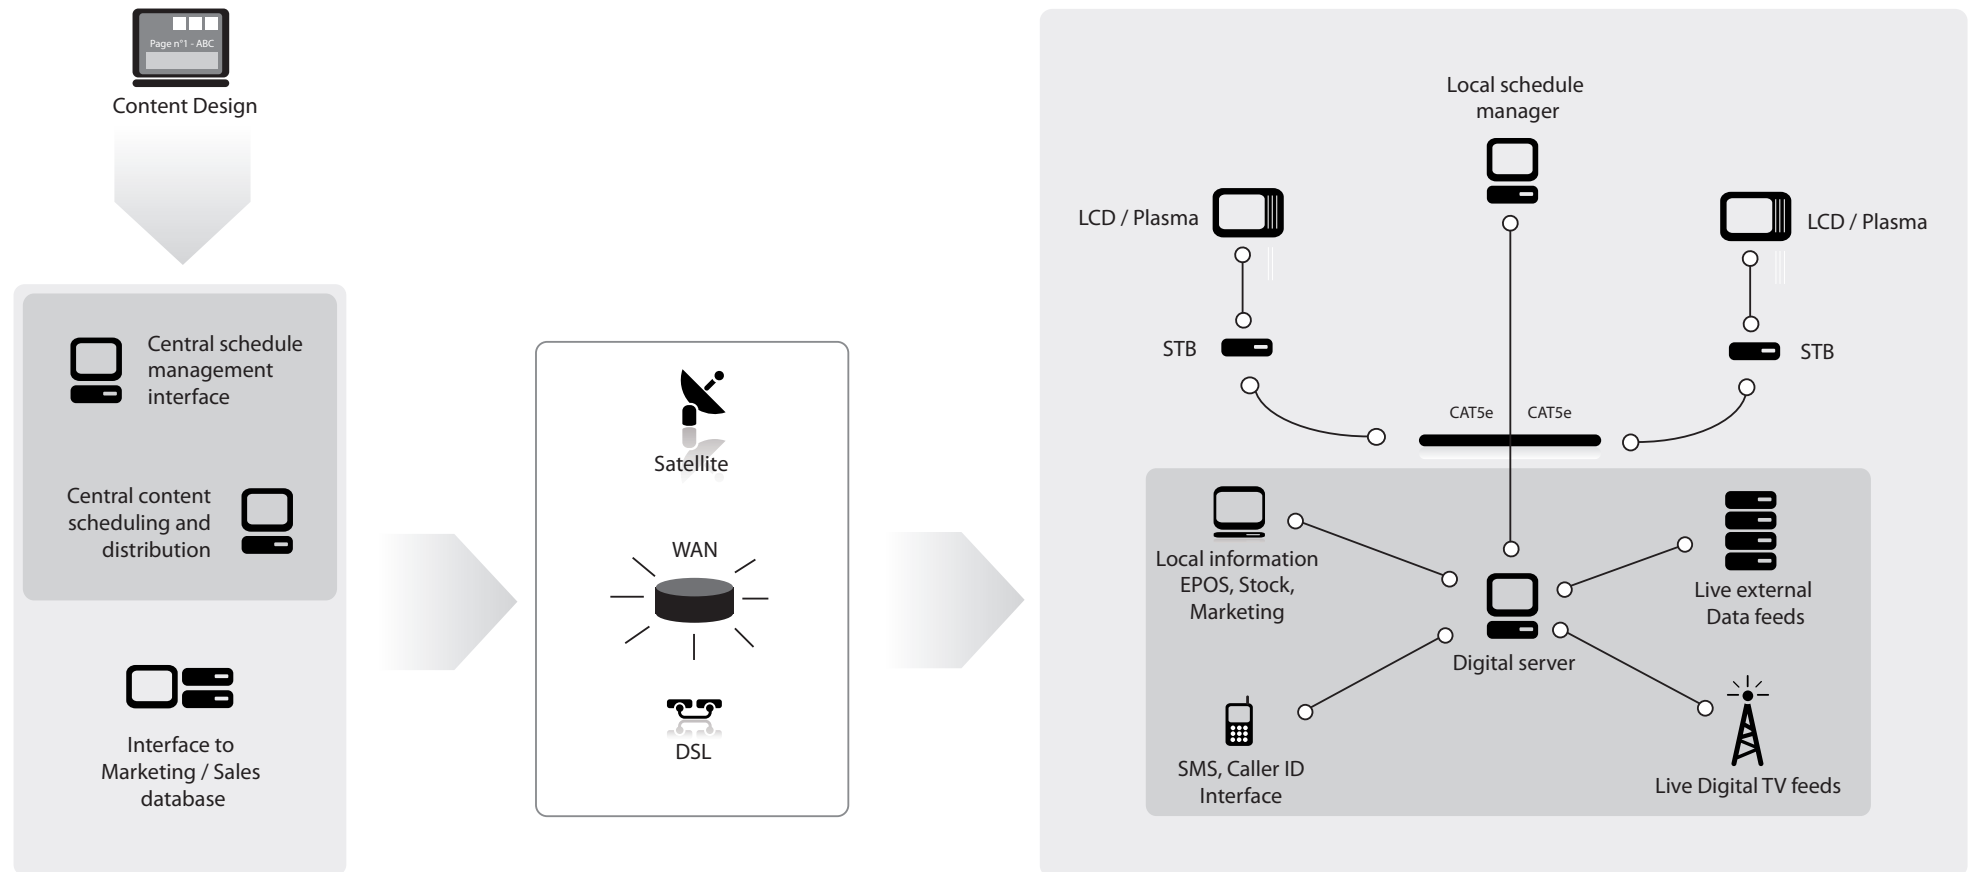 Page n°1 - ABC
Content Design
Central schedule
management
interface
Central content
scheduling and
distribution
Interface to
Marketing / Sales
database
Satellite
WAN
DSL
Local schedule
manager
LCD / Plasma
LCD / Plasma
STB
STB
CAT5e
CAT5e
Local information
EPOS, Stock,
Marketing
Live external
Data feeds
Digital server
SMS, Caller ID
Interface
Live Digital TV feeds